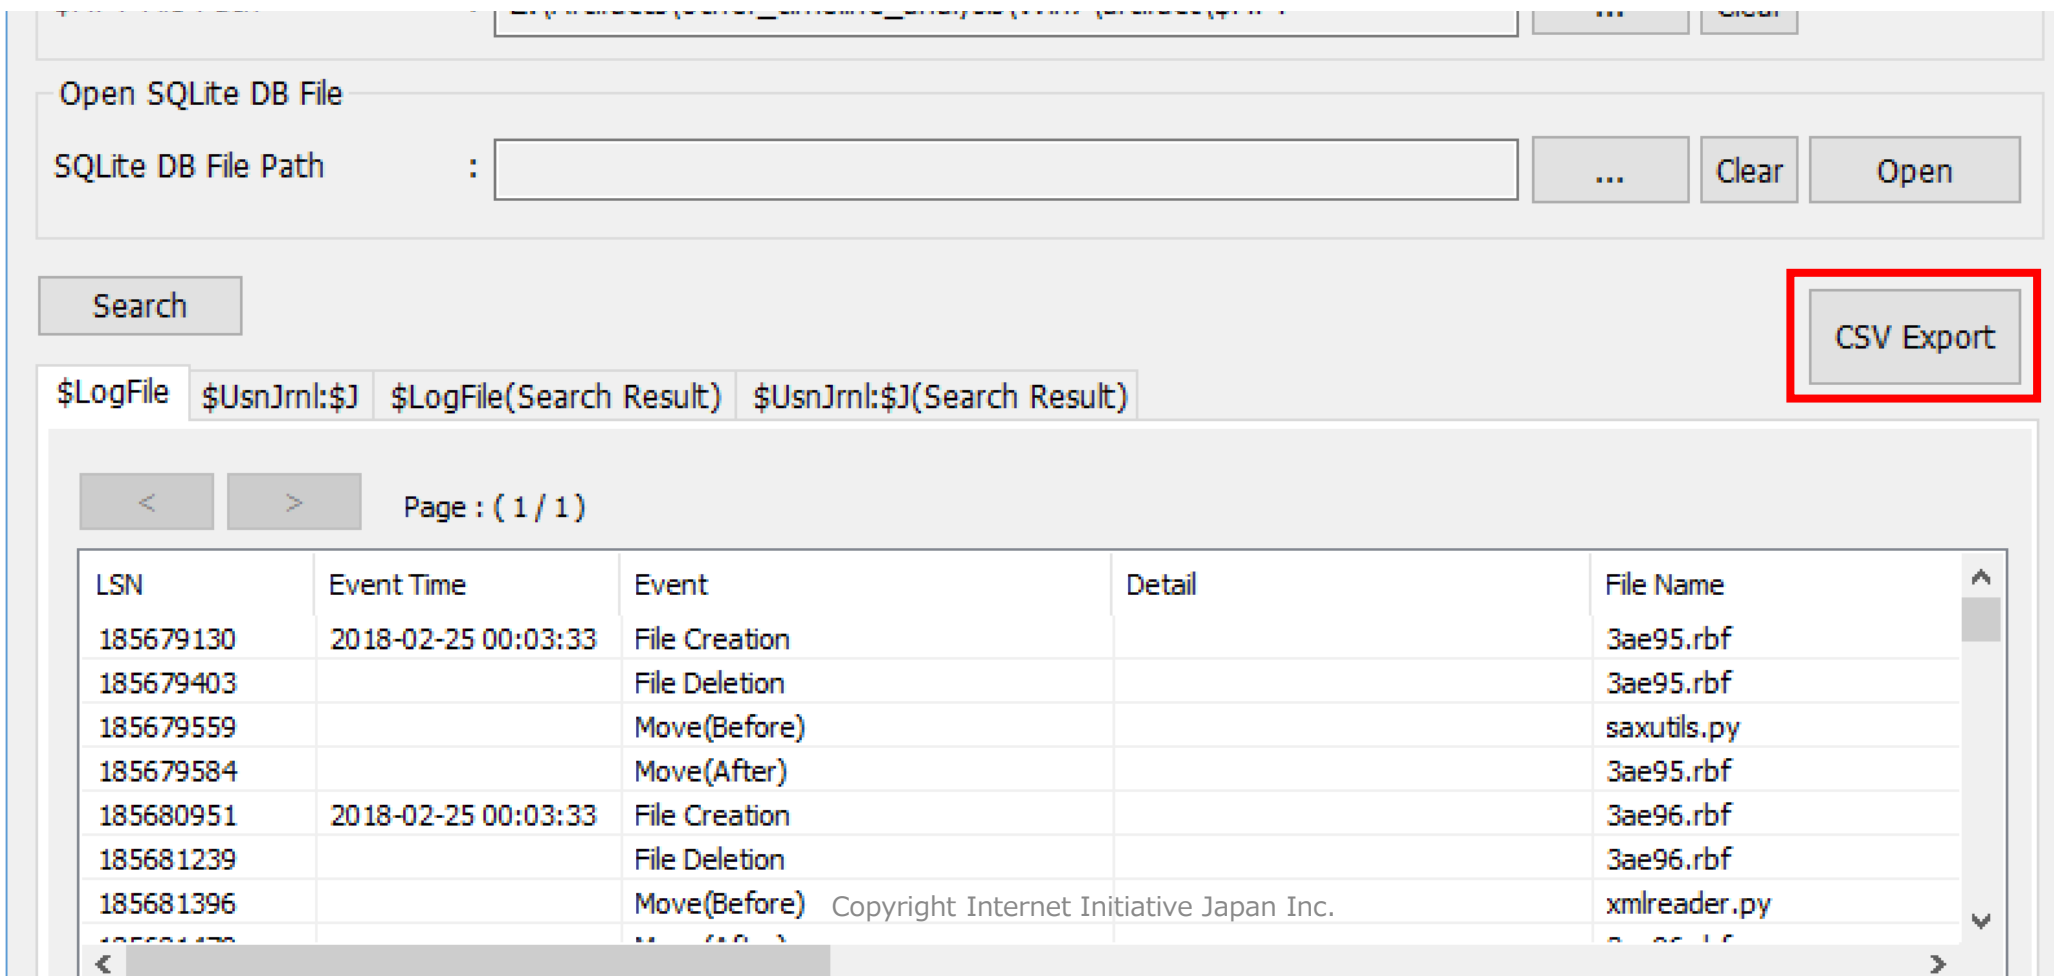 Open SQLite DB File
SQLite DB File Path : ... Clear Open
Search
CSV Export
$LogFile $UsnJrnl:$J $LogFile(Search Result) $UsnJrnl:$J(Search Result)
< > Page : ( 1 / 1 )
LSN Event Time Event Detail File Name
185679130 2018-02-25 00:03:33 File Creation 3ae95.rbf
185679403 File Deletion 3ae95.rbf
185679559 Move(Before) saxutils.py
185679584 Move(After) 3ae95.rbf
185680951 2018-02-25 00:03:33 File Creation 3ae96.rbf
185681239 File Deletion 3ae96.rbf
185681396 Move(Before) xmlreader.py
Copyright Internet Initiative Japan Inc.